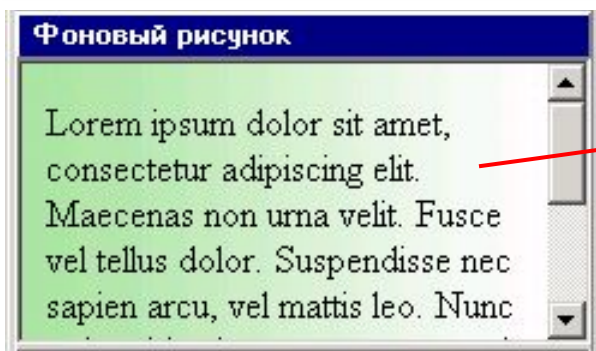 Фоновый рисунок
Lorem ipsum dolor sit amet,
consectetur adipiscing elit.
Maecenas non urna velit. Fusce
vel tellus dolor. Suspendisse nec
sapien arcu, vel mattis leo. Nunc